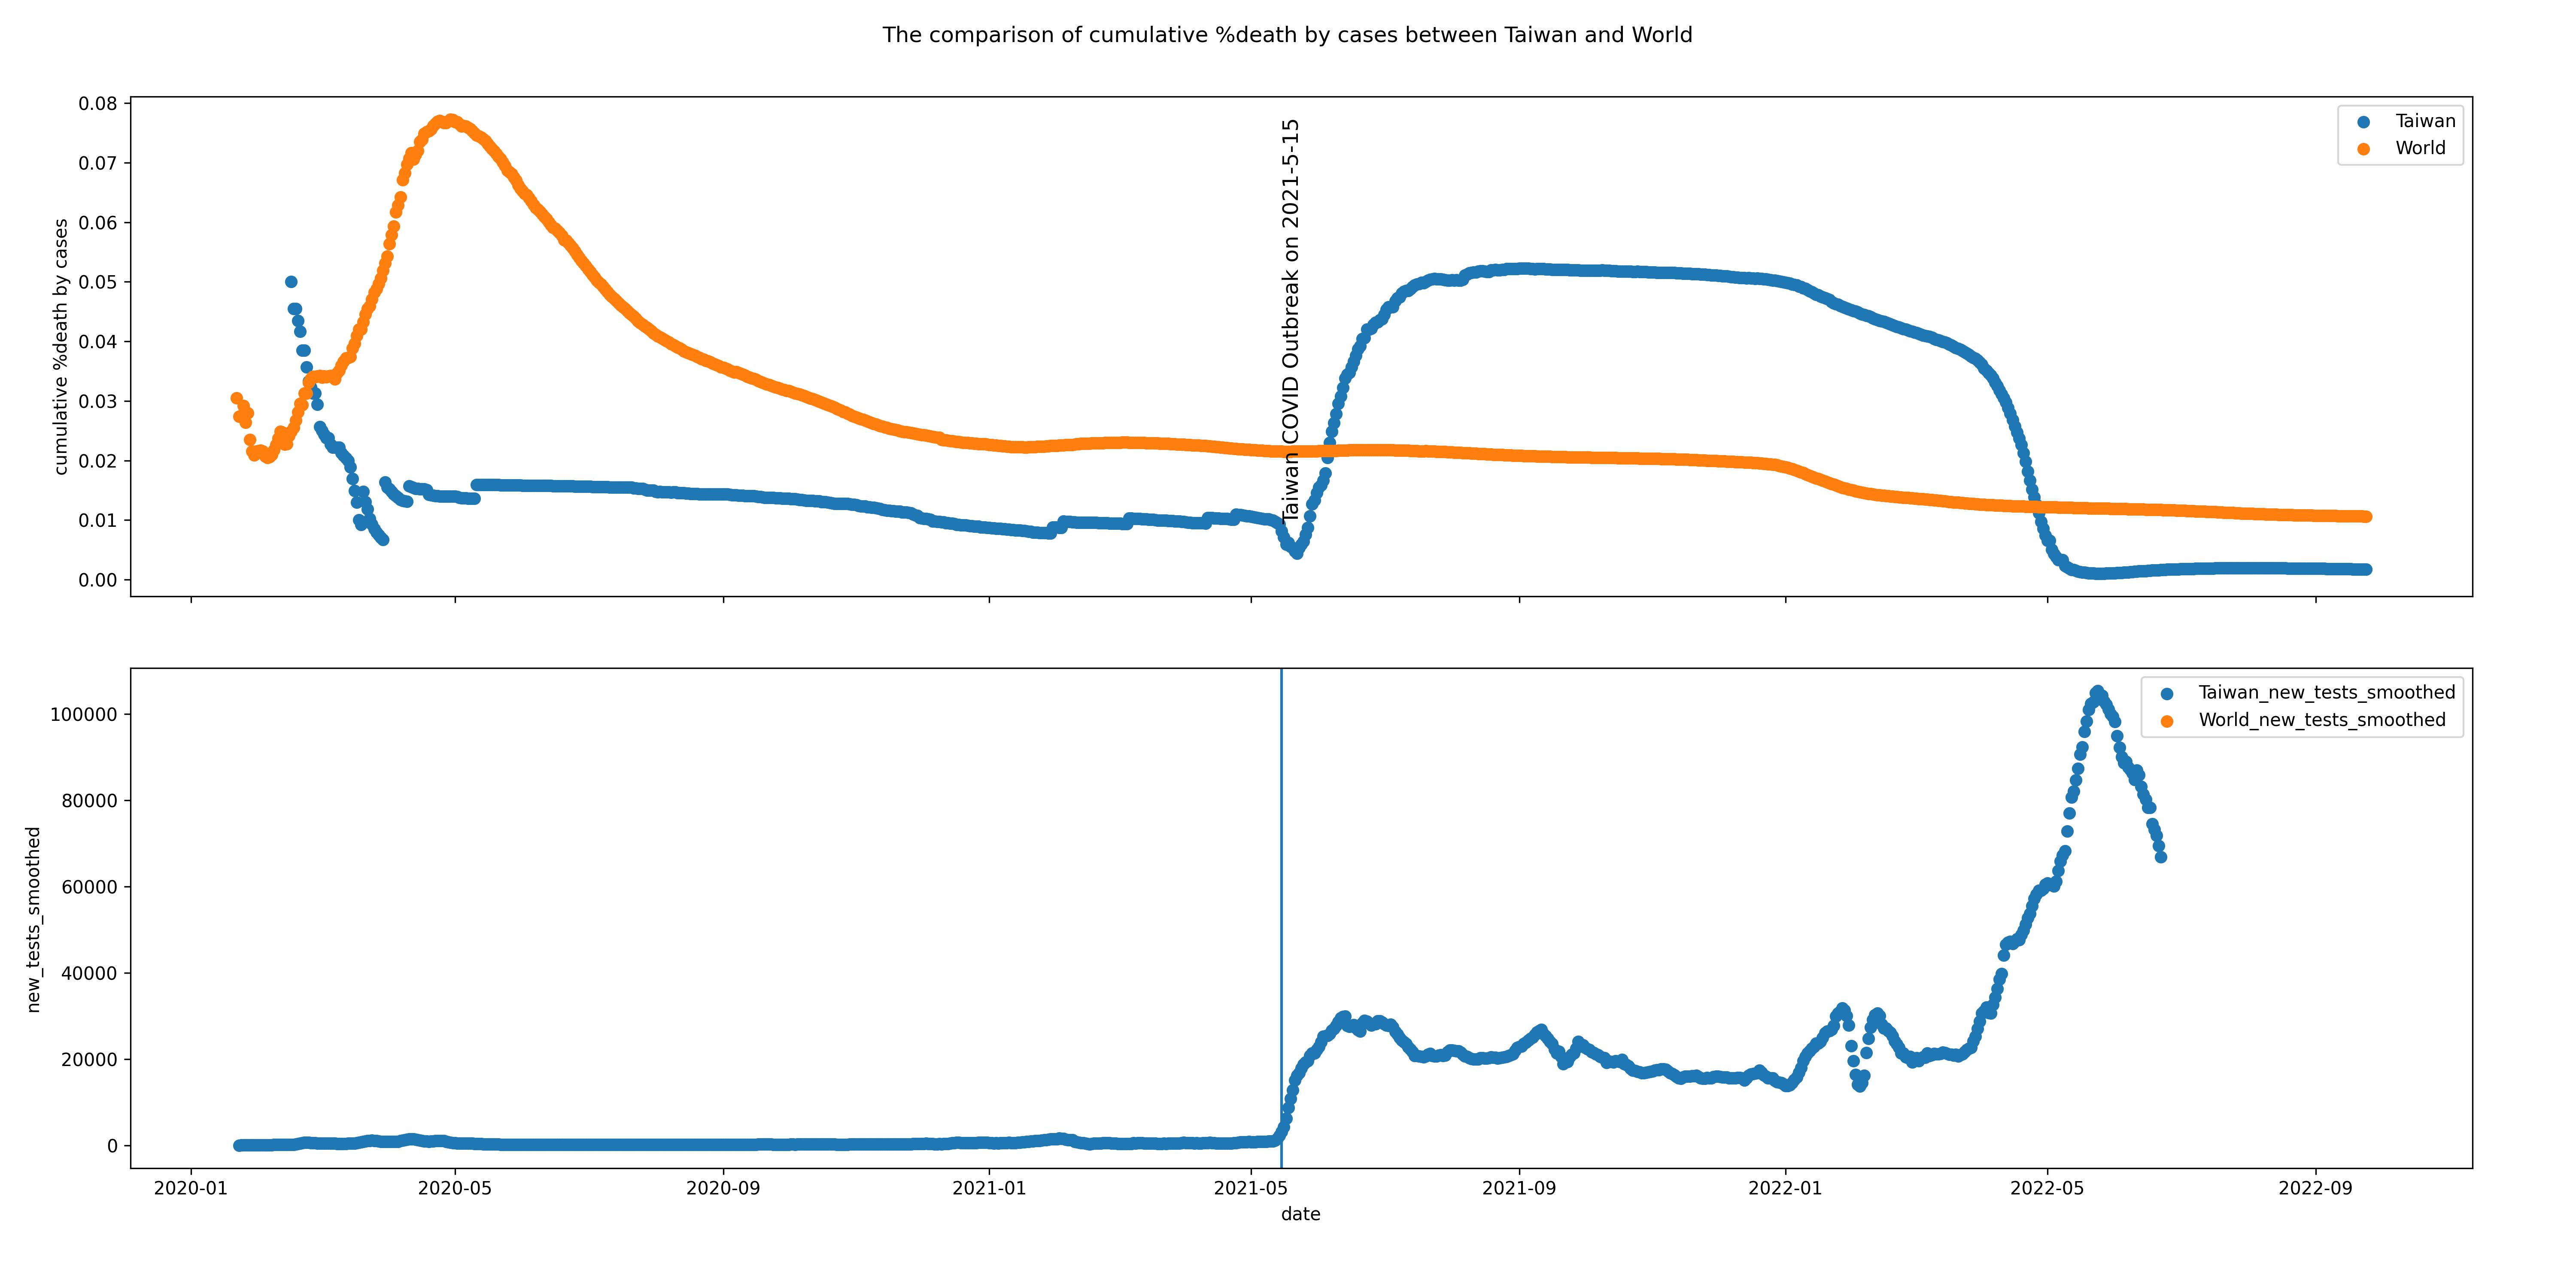 The comparison of cumulative %death by cases between Taiwan and World
cumulative %death by cases
0.08
0.07
0.06
0.05
0.04
0.03
0.02
0.01
0.00
Taiwan COVID Outbreak on 2021-5-15
Taiwan
World
new_tests_smoothed
100000
80000
60000
40000
20000
0
Taiwan_new_tests_smoothed
World_new_tests_smoothed
2020-01 2020-05 2020-09 2021-01 2021-05 2021-09 2022-01 2022-05 2022-09
date